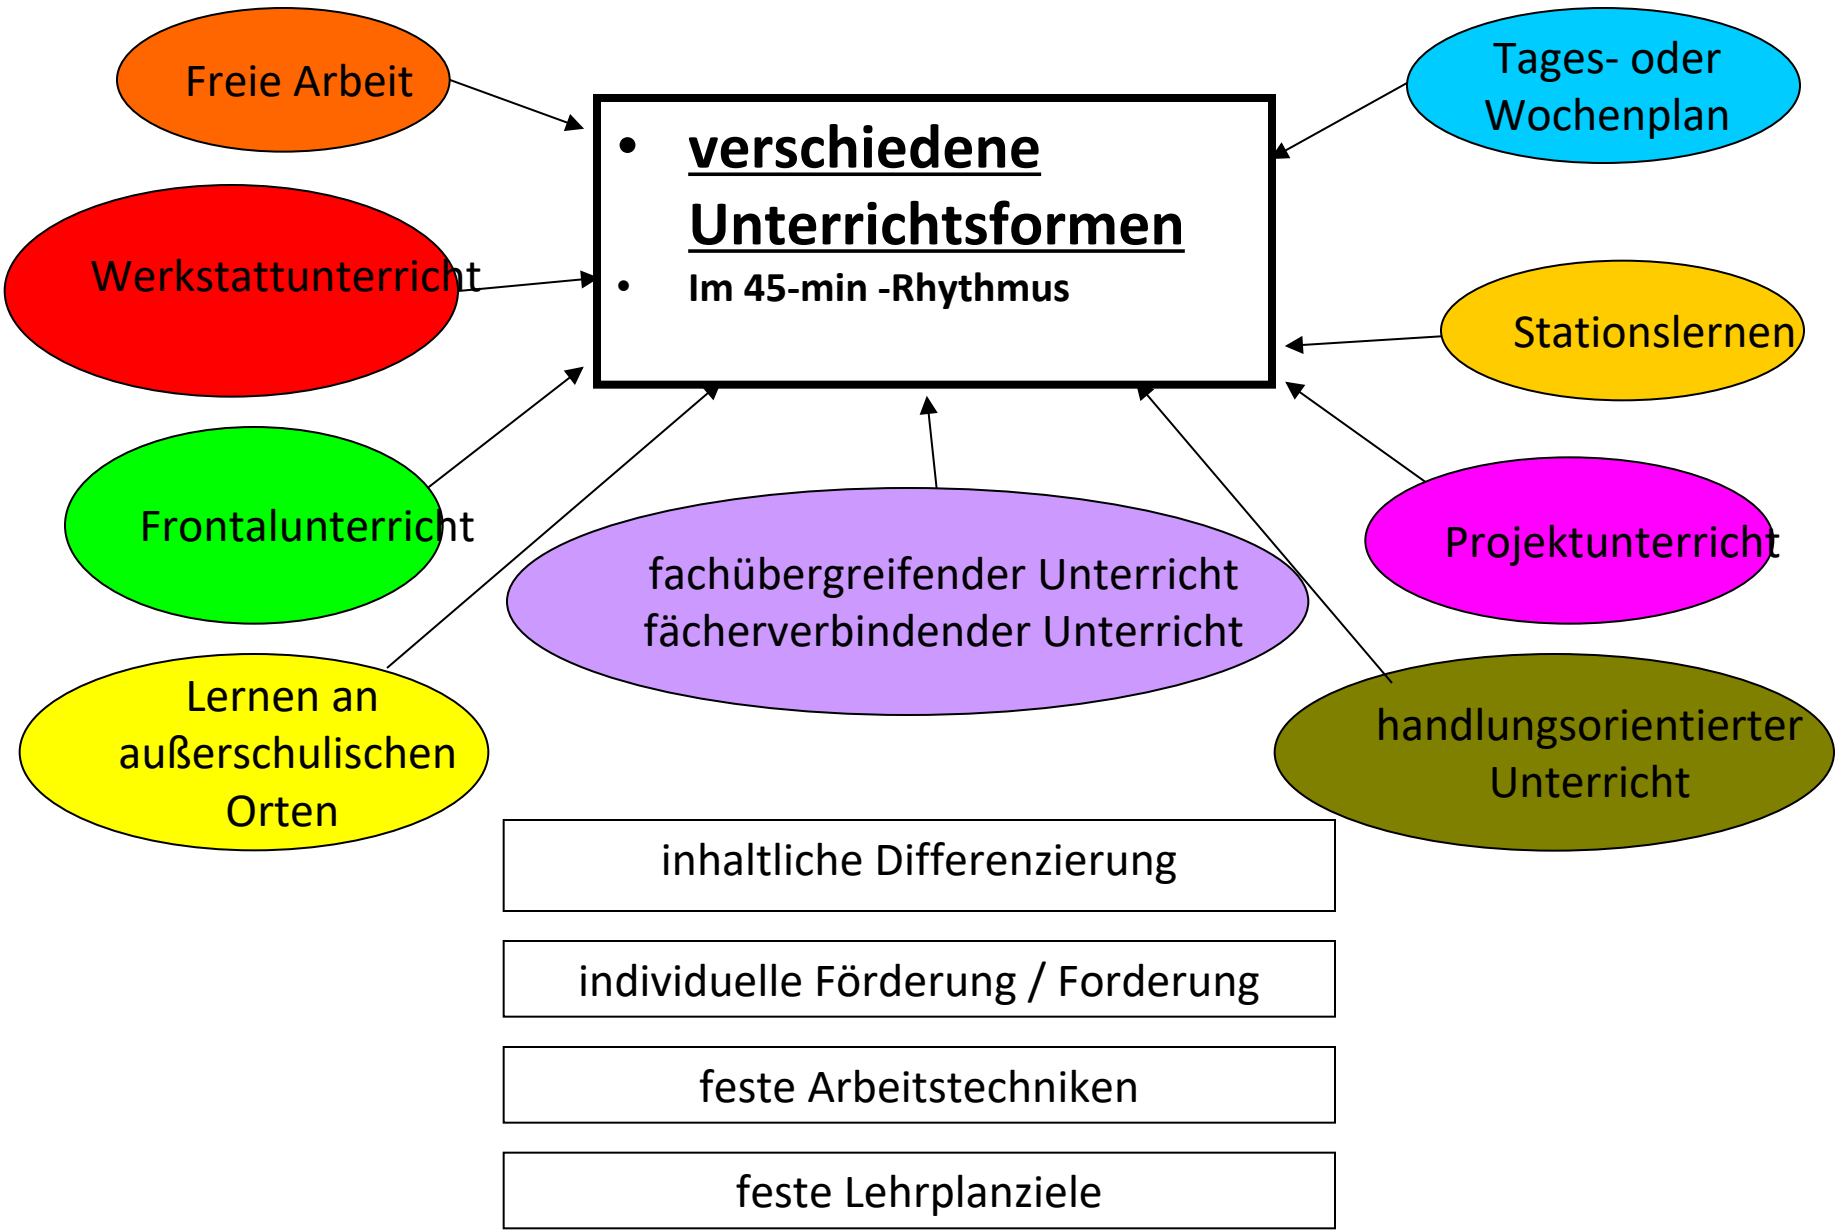 Freie Arbeit
Tages- oder
Wochenplan
• verschiedene
Unterrichtsformen
• Im 45-min -Rhythmus
Werkstattunterricht
Stationslernen
Frontalunterricht
Projektunterricht
fachübergreifender Unterricht
fächerverbindender Unterricht
Lernen an
außerschulischen
Orten
handlungsorientierter
Unterricht
inhaltliche Differenzierung
individuelle Förderung / Forderung
feste Arbeitstechniken
feste Lehrplanziele